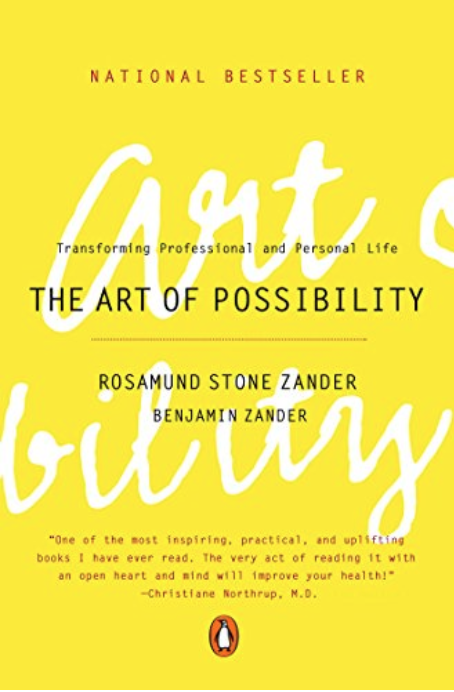 NATIONAL BESTSELLER
Art o
Transforming Professional and Personal Life
THE ART OF POSSIBILITY
ROSAMUND STONE ZANDER
BENJAMIN ZANDER
bility
"One of the most inspiring, practical, and uplifting
books I have ever read. The very act of reading it with
an open heart and mind will improve your health!"
—Christiane Northrup, M.D.